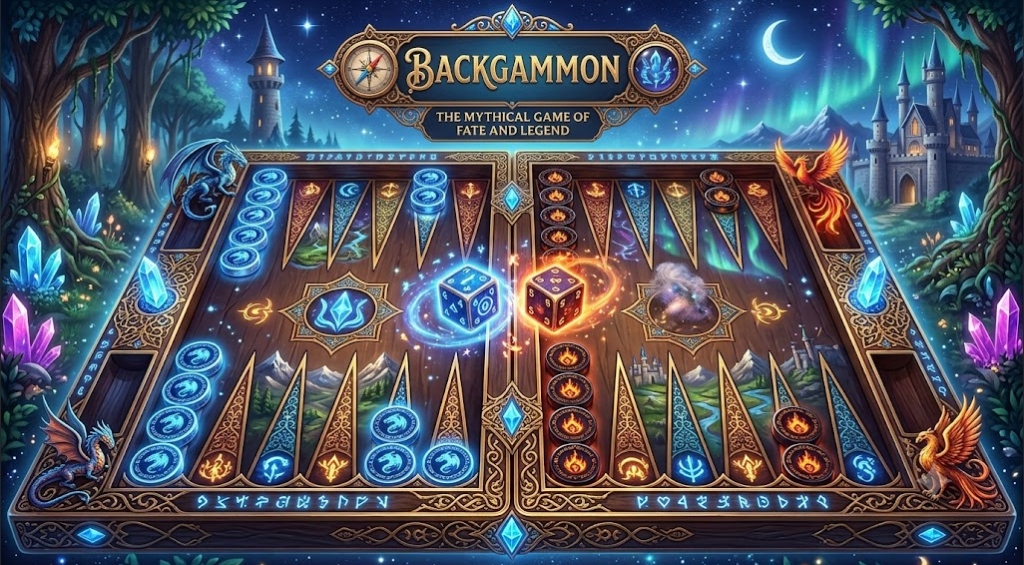 BACKGAMMON
THE MYTHICAL GAME OF
FATE AND LEGEND